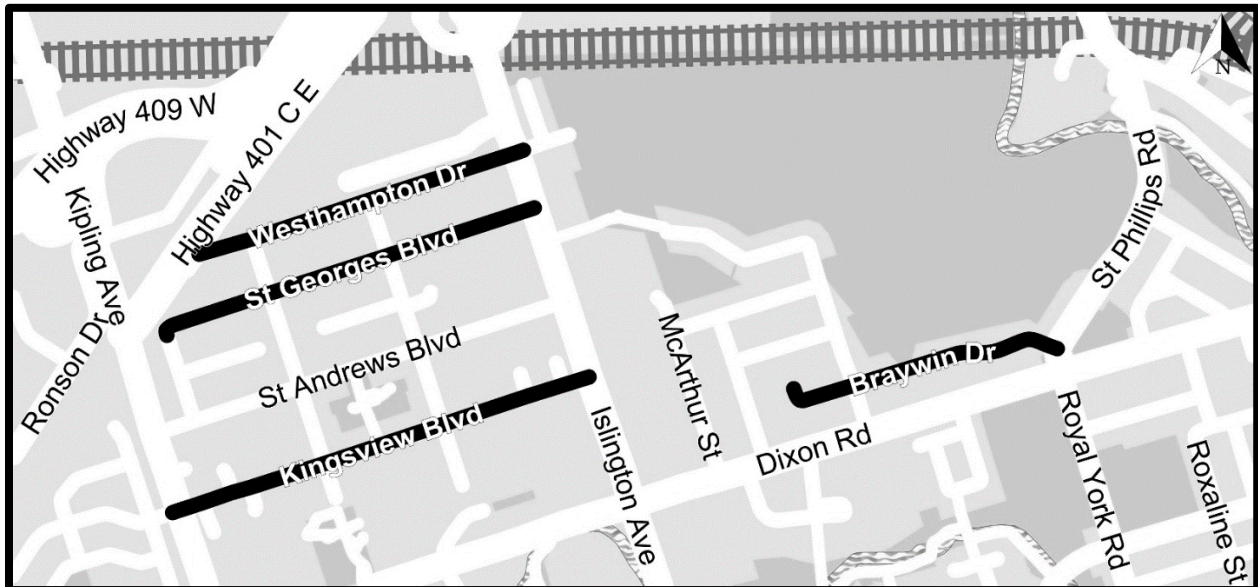 N
Highway 409 W
Highway 401 C E
Westhampton Dr
Kipling Ave
St Georges Blvd
St Phillips Rd
Ronson Dr
St Andrews Blvd
McArthur St
Braywin Dr
Kingsview Blvd
Islington Ave
Dixon Rd
Royal York Rd
Roxaline St